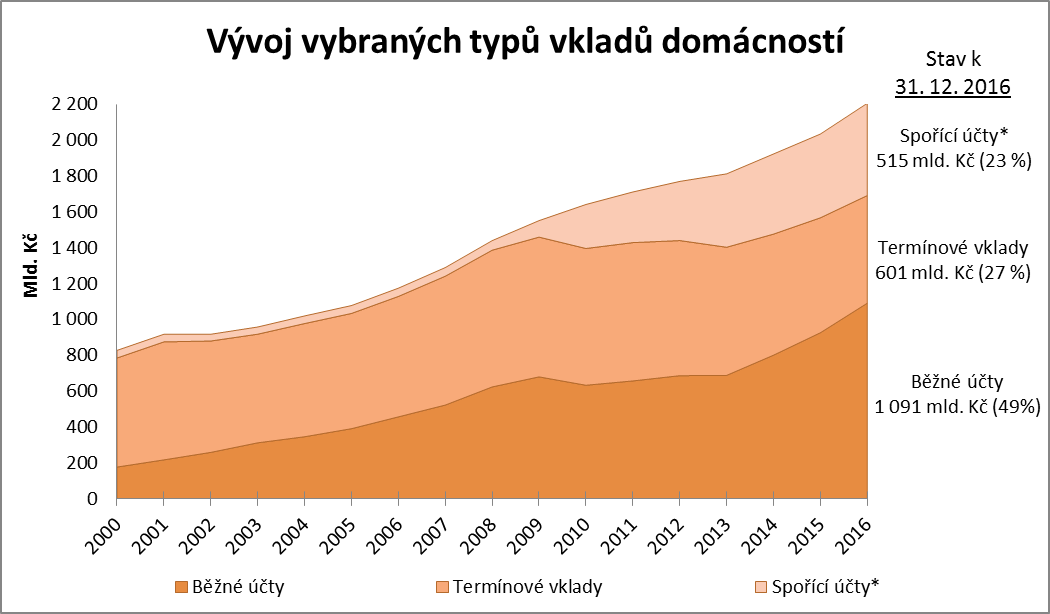 Vývoj vybraných typů vkladů domácností
Stav k
31. 12. 2016
Spořící účty*
515 mld. Kč (23 %)
Termínové vklady
601 mld. Kč (27 %)
Běžné účty
1 091 mld. Kč (49%)
Mld. Kč
2 200
2 000
1 800
1 600
1 400
1 200
1 000
800
600
400
200
0
2000
2001
2002
2003
2004
2005
2006
2007
2008
2009
2010
2011
2012
2013
2014
2015
2016
Běžné účty
Termínové vklady
Spořící účty*